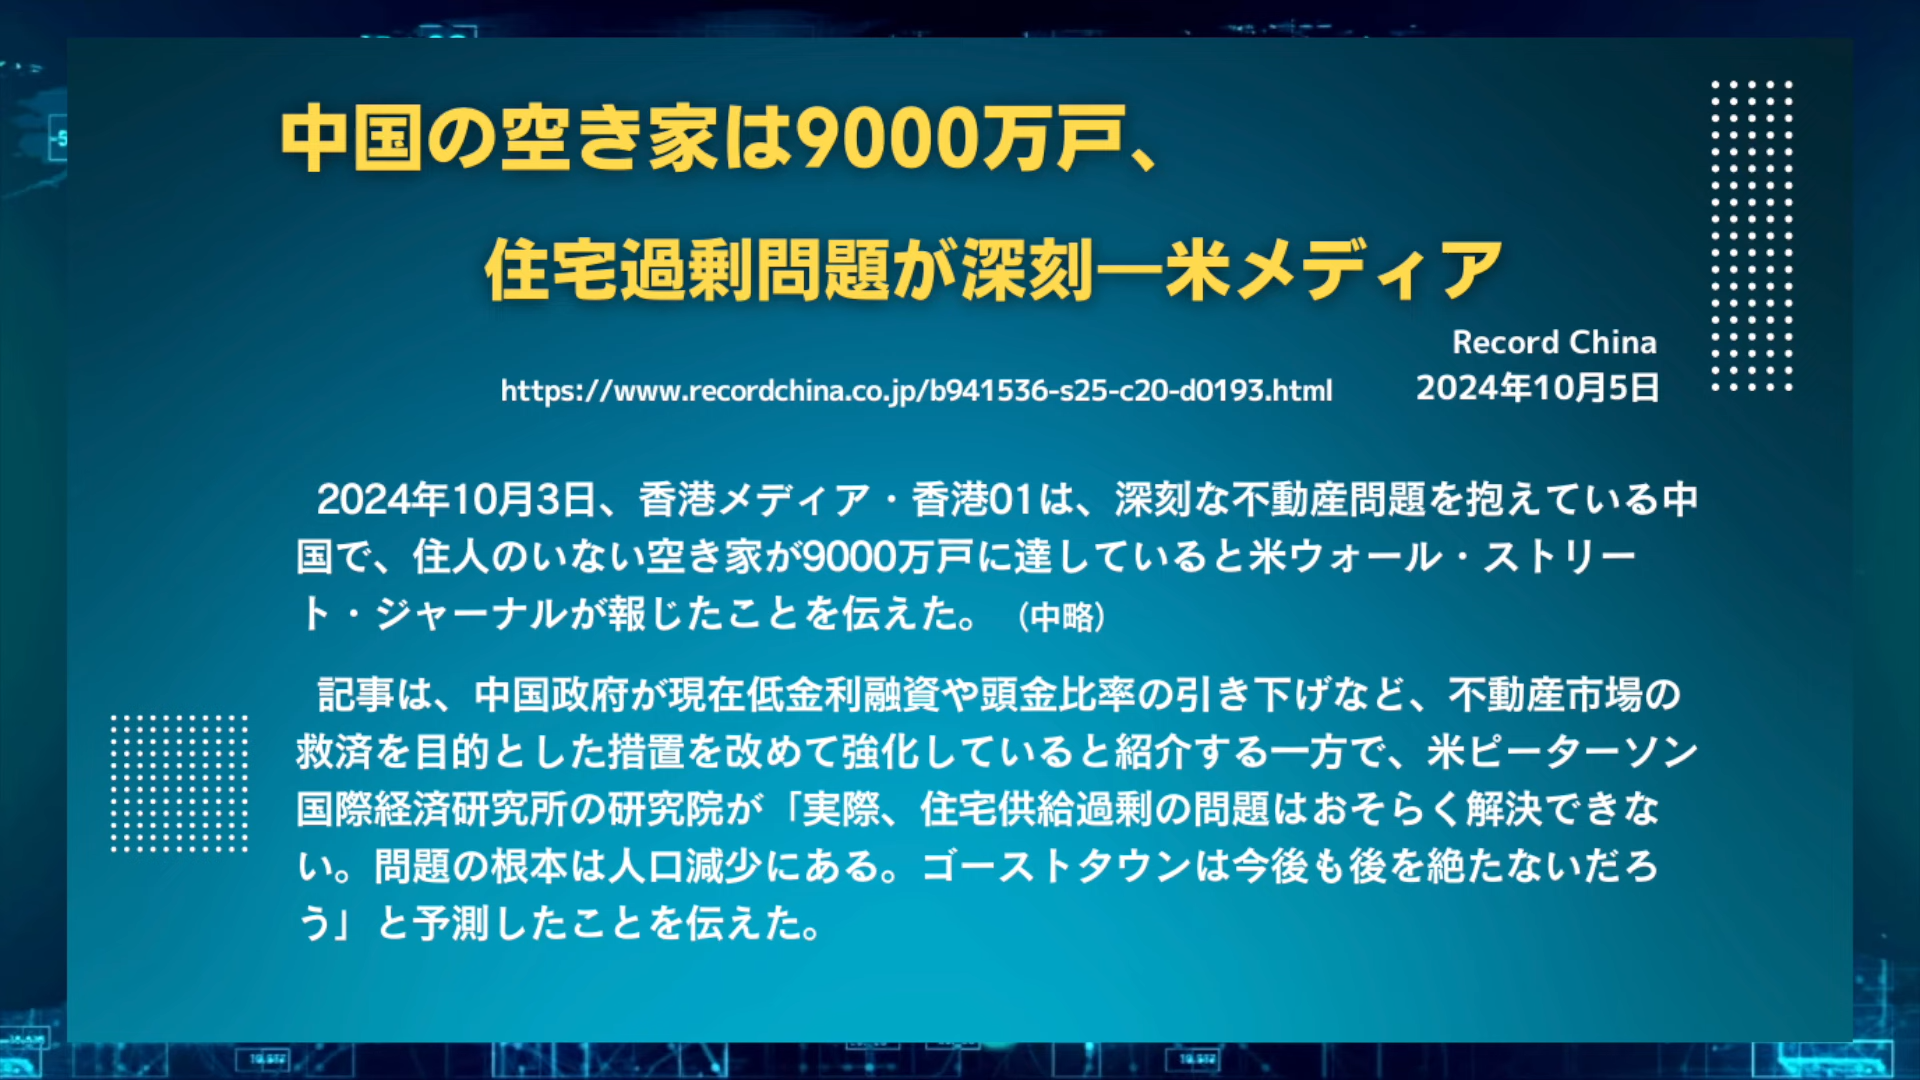 中国の空き家は9000万戸、
住宅過剰問題が深刻―米メディア
Record China
https://www.recordchina.co.jp/b941536-s25-c20-d0193.html
2024年10月5日
2024年10月3日、香港メディア・香港01は、深刻な不動産問題を抱えている中
国で、住人のいない空き家が9000万戸に達していると米ウォール・ストリー
ト・ジャーナルが報じたことを伝えた。（中略）
記事は、中国政府が現在低金利融資や頭金比率の引き下げなど、不動産市場の
救済を目的とした措置を改めて強化していると紹介する一方で、米ピーターソン
国際経済研究所の研究院が「実際、住宅供給過剰の問題はおそらく解決できな
い。問題の根本は人口減少にある。ゴーストタウンは今後も後を絶たないだろ
う」と予測したことを伝えた。